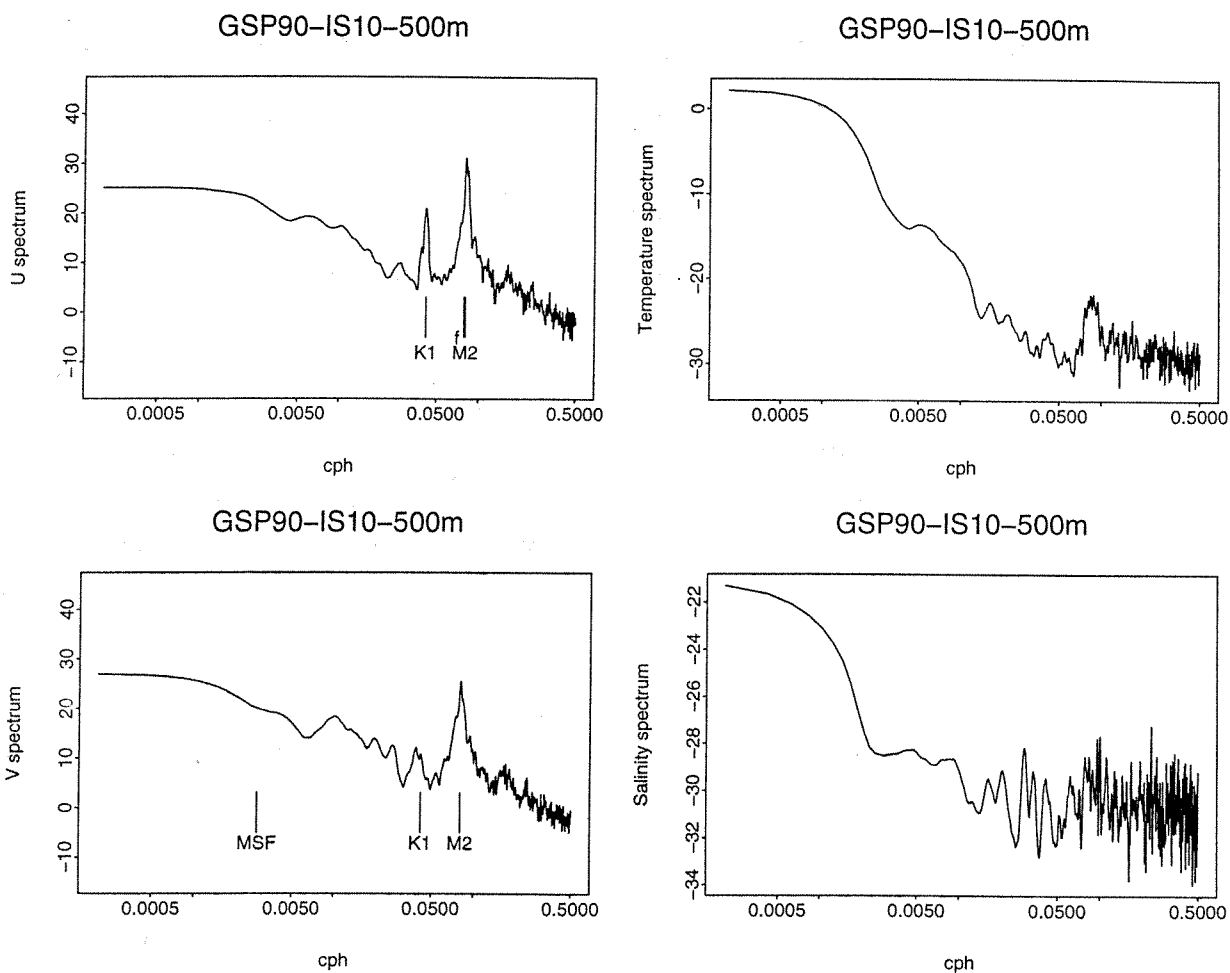 GSP90-IS10-500m
U spectrum
40
30
20
10
0
-10
K1
f
M2
0.0005
0.0050
0.0500
0.5000
cph
GSP90-IS10-500m
Temperature spectrum
0
-10
-20
-30
0.0005
0.0050
0.0500
0.5000
cph
GSP90-IS10-500m
V spectrum
40
30
20
10
0
-10
MSF
K1
M2
0.0005
0.0050
0.0500
0.5000
cph
GSP90-IS10-500m
Salinity spectrum
-22
-24
-26
-28
-30
-32
-34
0.0005
0.0050
0.0500
0.5000
cph